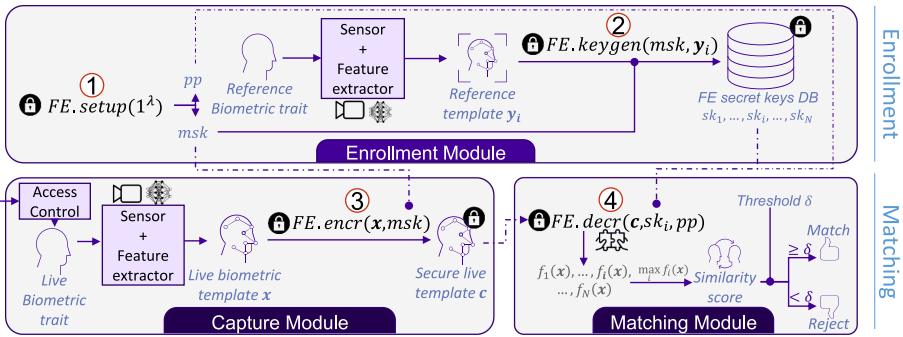 1
FE.setup(1^λ)
pp
msk
Reference
Biometric trait
Sensor
+
Feature
extractor
Reference
template y_i
2
FE.keygen(msk, y_i)
FE secret keys DB
sk_1, …, sk_i, …, sk_N
Enrollment Module
Enrollment
Access
Control
Live
Biometric
trait
Sensor
+
Feature
extractor
Live biometric
template x
3
FE.encr(x,msk)
Secure live
template c
Capture Module
4
FE.decr(c,sk_i,pp)
f_1(x), …, f_i(x),
…, f_N(x)
max_i f_i(x)
Similarity
score
Threshold δ
≥ δ
Match
< δ
Reject
Matching Module
Matching